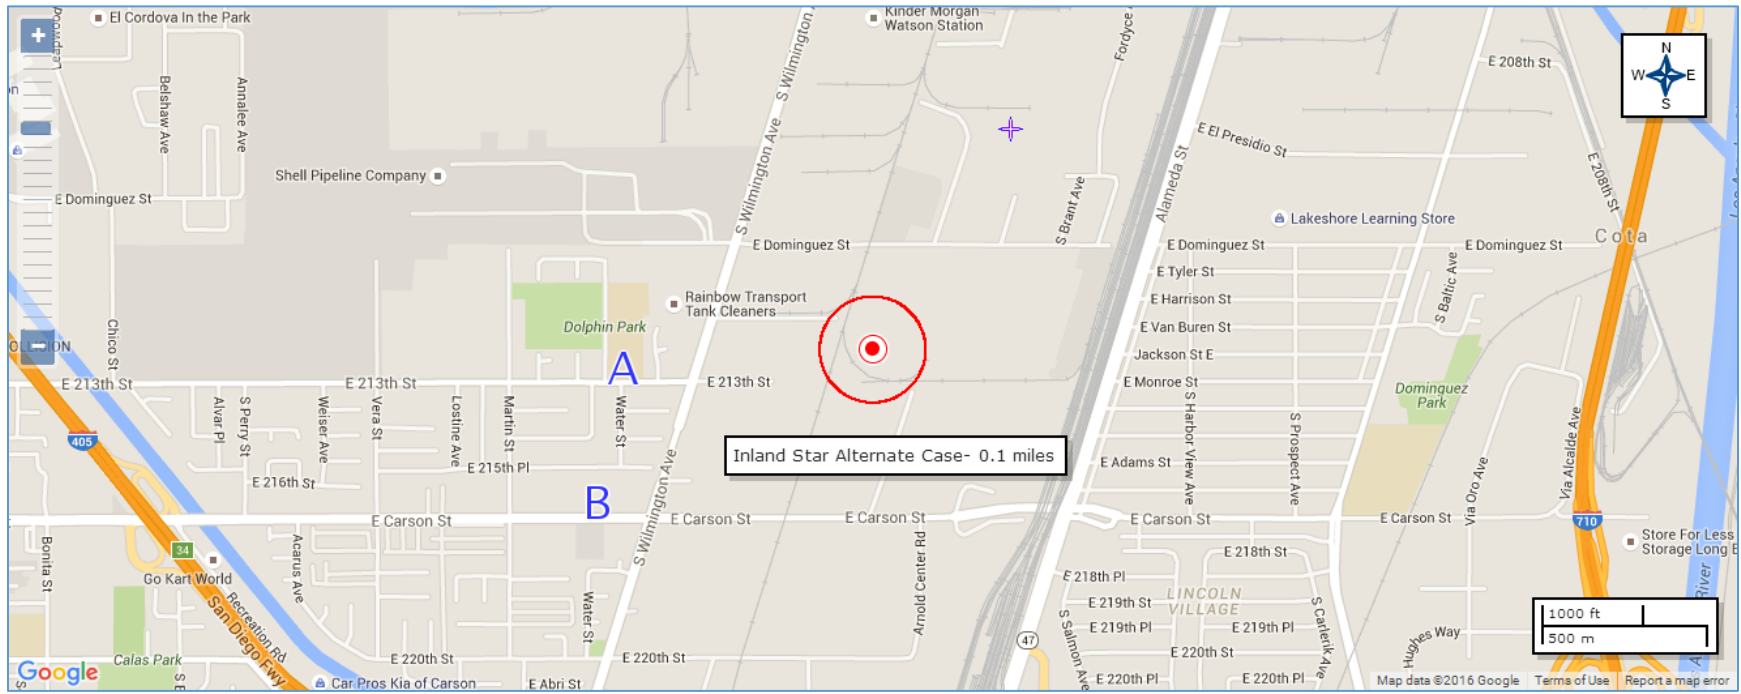 El Cordova In the Park
Kinder Morgan
Watson Station
S Wilmington Ave
Fordyce
N
W E
S
E 208th St
Belshaw Ave
Annalee Ave
S Wilmington Ave
E El Presidio St
E 208th St
Shell Pipeline Company
Alameda St
S Brant Ave
E Dominguez St
Lakeshore Learning Store
Cota
E Dominguez St
E Dominguez St
E Dominguez St
E Tyler St
S Baltic Ave
Rainbow Transport
Tank Cleaners
E Harrison St
Dolphin Park
E Van Buren St
Chico St
Jackson St E
A
E 213th St
E 213th St
E 213th St
E Monroe St
Dominguez
Park
Alvar Pl
S Perry St
Weiser Ave
Vera St
Lostine Ave
Martin St
Water St
S Harbor View Ave
S Prospect Ave
Via Alcalde Ave
405
Inland Star Alternate Case- 0.1 miles
E 215th Pl
E Adams St
E 216th St
Via Oro Ave
B
S Wilmington Ave
E Carson St
E Carson St
E Carson St
E Carson St
E Carson St
710
34
Bonita St
Acarus Ave
Go Kart World
Arnold Center Rd
E 218th St
Store For Less
Storage Long
E 218th Pl
LINCOLN
VILLAGE
E 219th St
E 219th Pl
E 219th Pl
San Diego Fwy
Recreation Rd
Water St
S Salmon Ave
S Carlerik Ave
Hughes Way
River
1000 ft
500 m
47
Calas Park
E 220th St
E 220th St
E 220th St
Google
Car Pros Kia of Carson
E Abri St
E 220th Pl
E 220th Pl
Map data ©2016 Google
Terms of Use
Report a map error